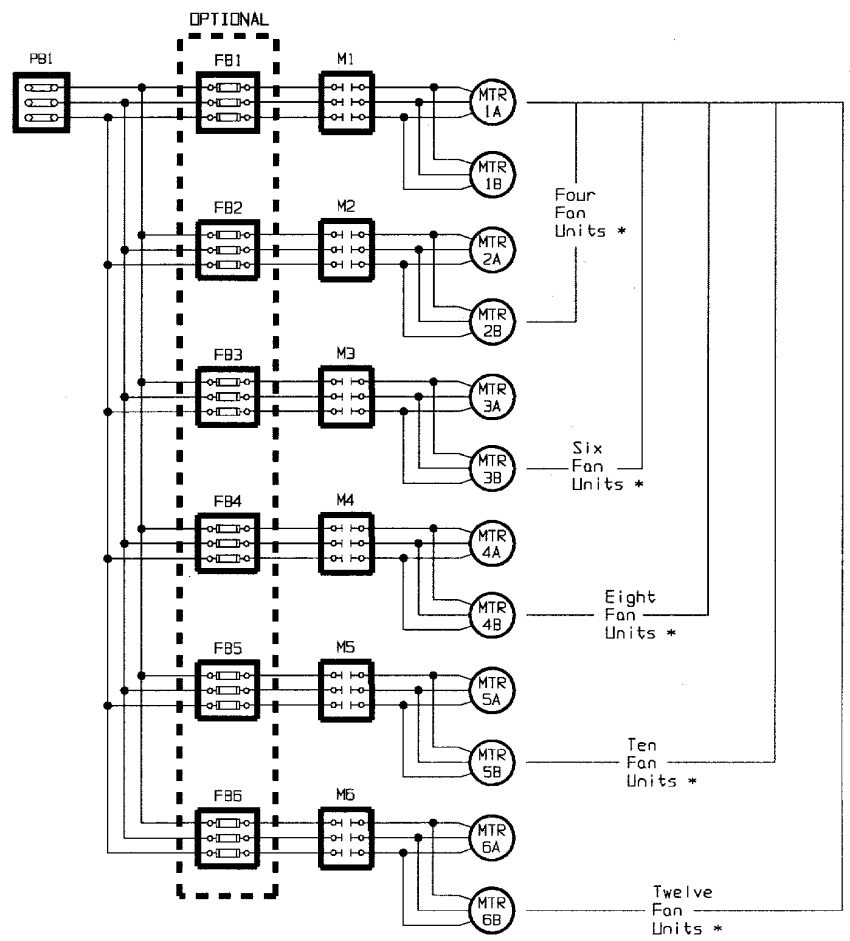 OPTIONAL
PB1
FB1
M1
MTR
1A
MTR
1B
Four
Fan
Units *
FB2
M2
MTR
2A
MTR
2B
FB3
M3
MTR
3A
MTR
3B
Six
Fan
Units *
FB4
M4
MTR
4A
MTR
4B
Eight
Fan
Units *
FB5
M5
MTR
5A
MTR
5B
Ten
Fan
Units *
FB6
M6
MTR
6A
MTR
6B
Twelve
Fan
Units *